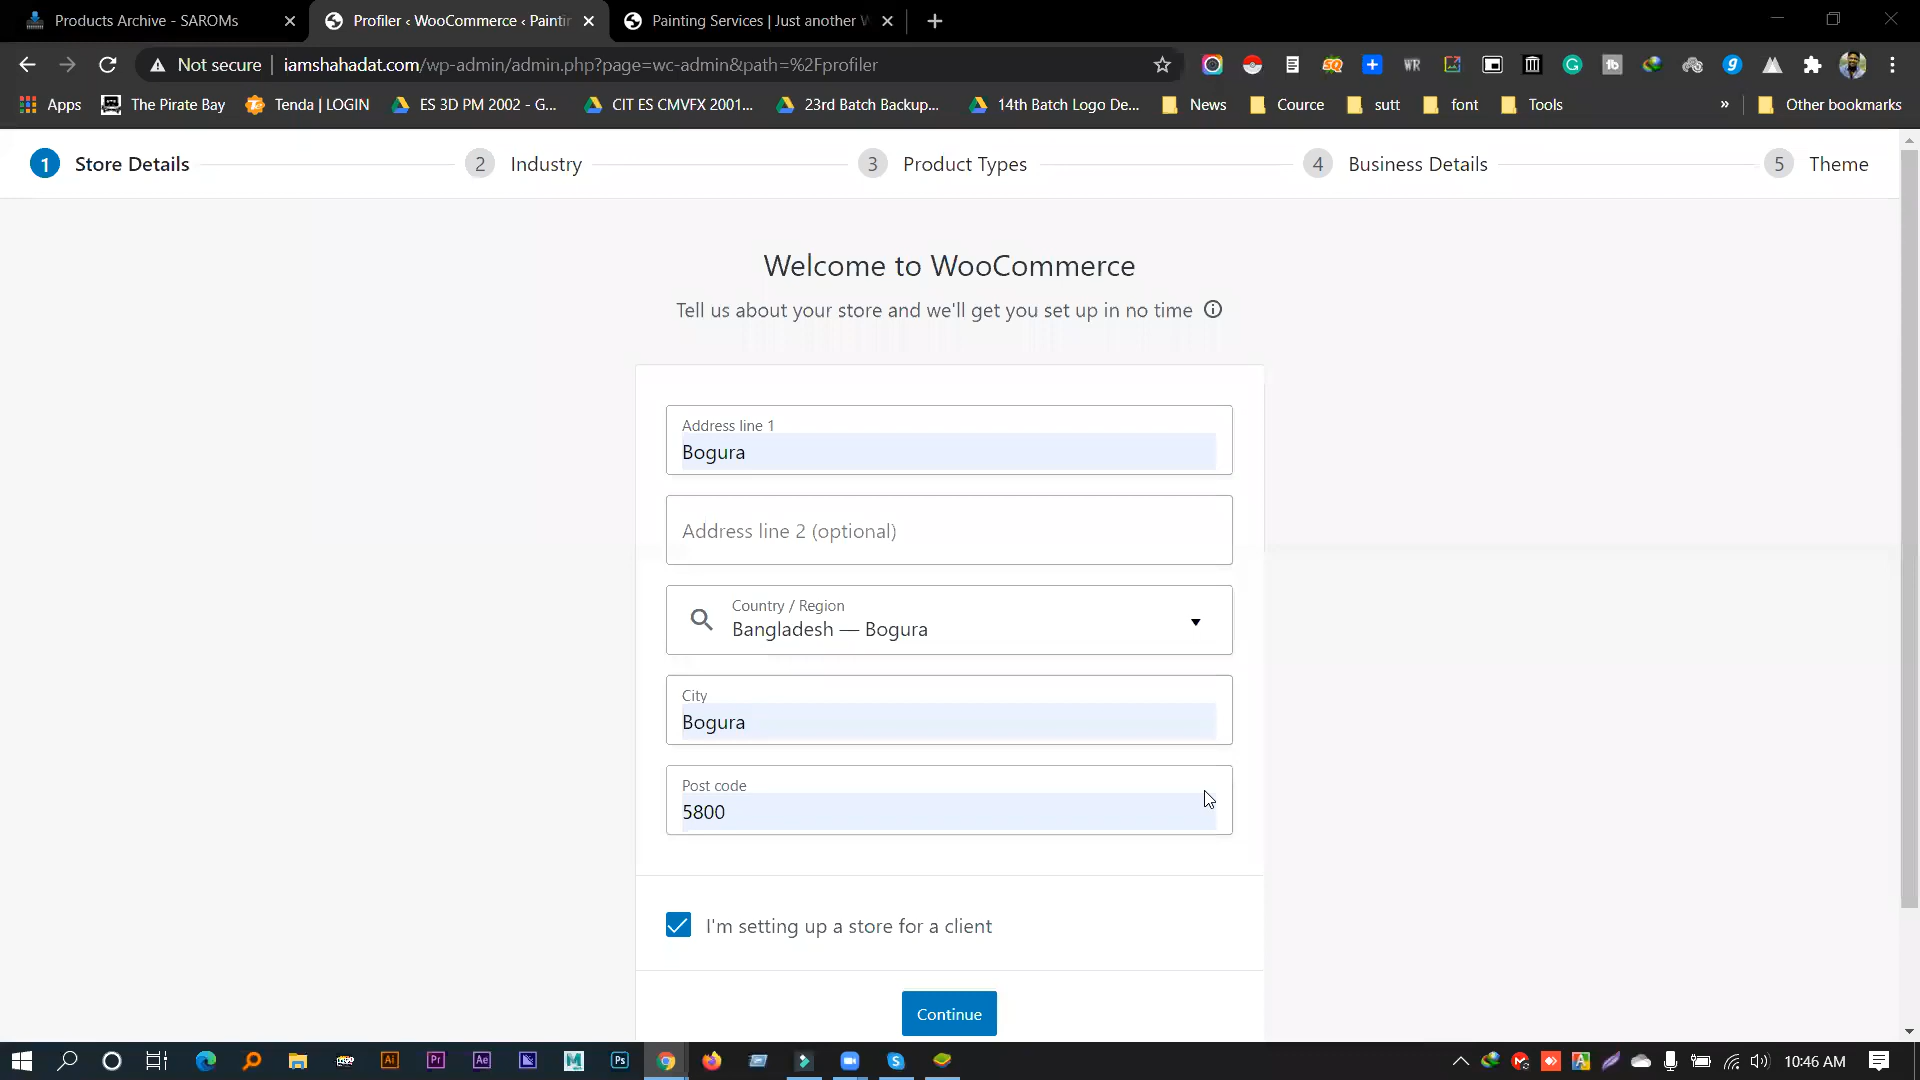 Products Archive - SAROMs
Profiler ‹ WooCommerce ‹ Paintin
Painting Services | Just another W
Not secure
iamshahadat.com/wp-admin/admin.php?page=wc-admin&path=%2Fprofiler
Apps
The Pirate Bay
Tenda | LOGIN
ES 3D PM 2002 - G...
CIT ES CMVFX 2001...
23rd Batch Backup...
14th Batch Logo De...
News
Cource
sutt
font
Tools
»
Other bookmarks
1 Store Details
2 Industry
3 Product Types
4 Business Details
5 Theme
Welcome to WooCommerce
Tell us about your store and we'll get you set up in no time
Address line 1
Bogura
Address line 2 (optional)
Country / Region
Bangladesh — Bogura
City
Bogura
Post code
5800
I'm setting up a store for a client
Continue
10:46 AM